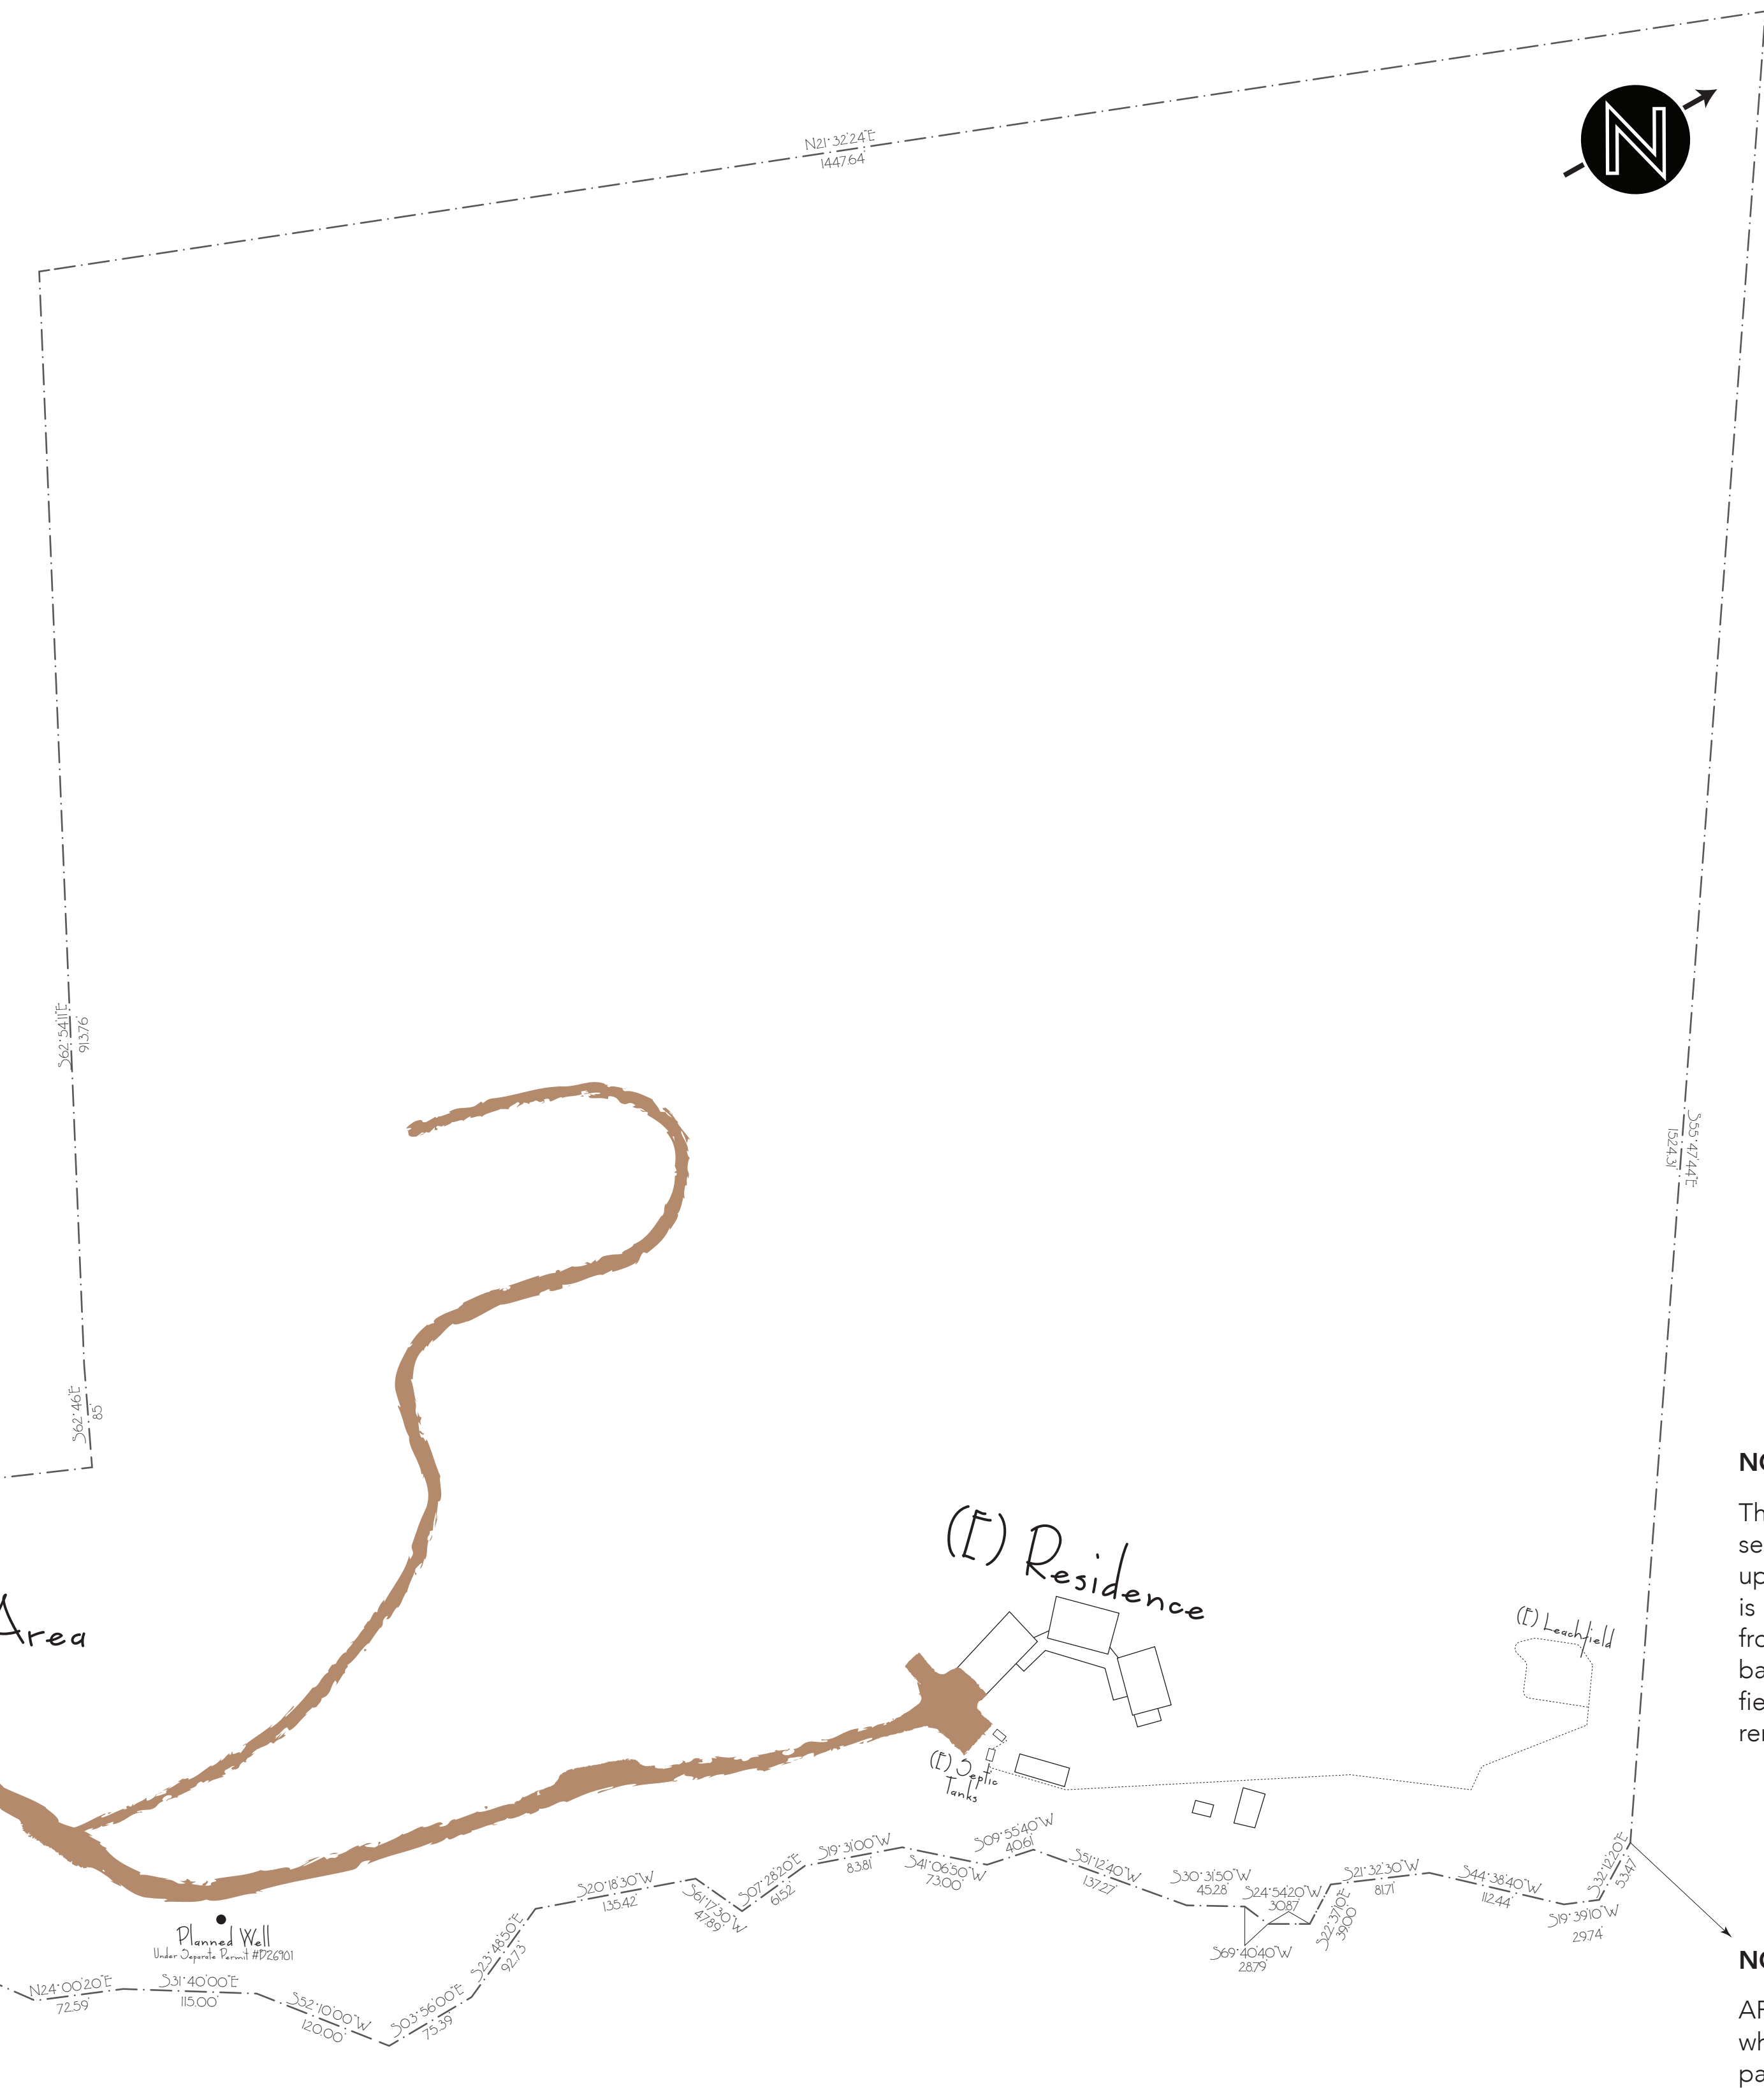 N
N21°32'24"E
1447.64'
S62°54'11"E
913.76'
S55°47'44"E
1524.31'
S62°46'E
85'
(E) Residence
Area
(E) Leachfield
(E) Septic
Tanks
Planned Well
Under Separate Permit #D26901
N24°00'20"E
72.59'
S31°40'00"E
115.00'
S52°10'00"W
120.00'
S03°56'00"E
75.39'
S23°48'50"E
92.73'
S20°18'30"W
135.42'
S61°17'30"W
47.89'
S07°28'20"E
61.52'
S19°31'00"W
83.81'
S41°06'50"W
73.00'
S09°55'40"W
40.61'
S51°12'40"W
137.27'
S30°31'50"W
45.28'
S24°54'20"W
30.87'
S69°40'40"W
28.79'
S22°37'10"E
39.00'
S21°32'30"W
81.71'
S44°38'40"W
112.44'
S19°39'10"W
29.74'
S32°12'20"E
53.47'
is